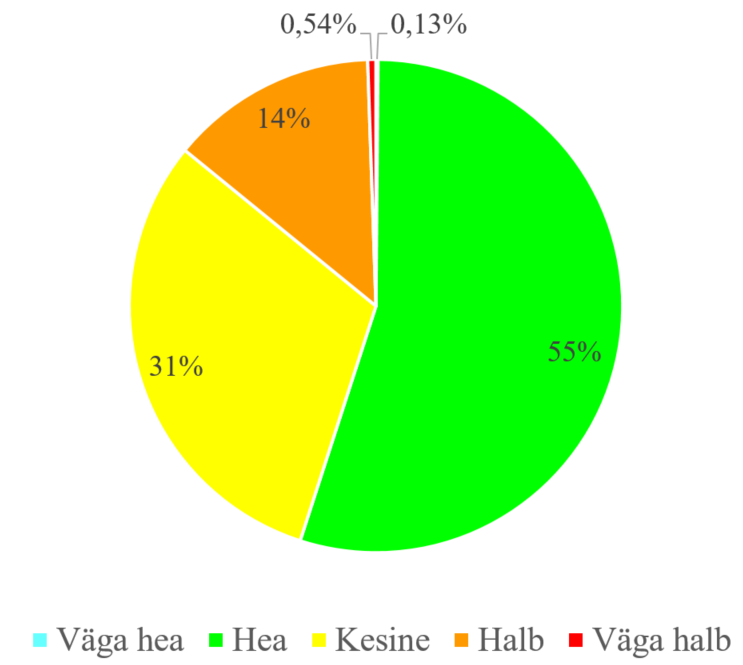 0,54% 0,13%
14%
55%
31%
Väga hea Hea Kesine Halb Väga halb